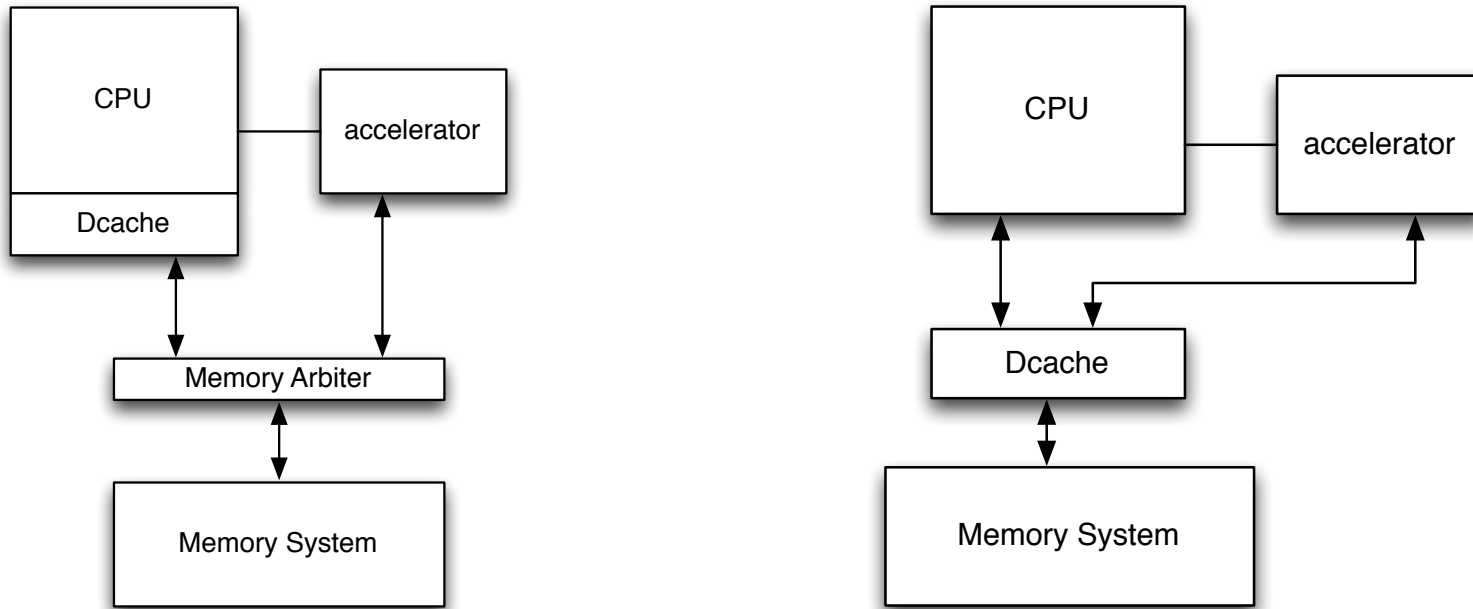 CPU
accelerator
Dcache
Memory Arbiter
Memory System
CPU
accelerator
Dcache
Memory System